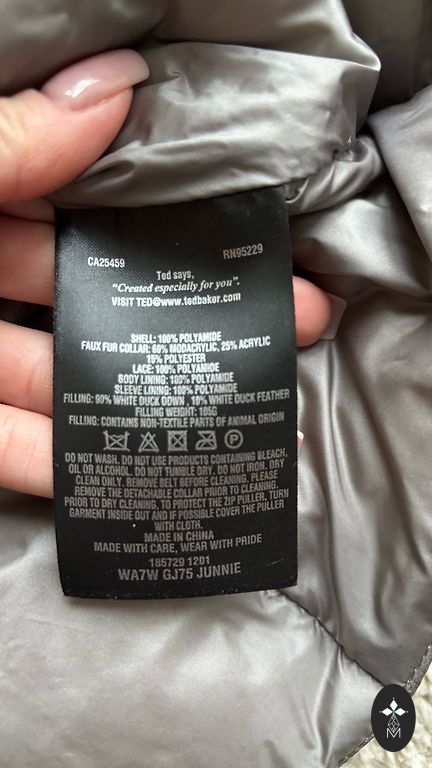 CA25459 RN95229
Ted says,
“Created especially for you”.
VISIT TED@www.tedbaker.com
SHELL: 100% POLYAMIDE
FAUX FUR COLLAR: 60% MODACRYLIC, 25% ACRYLIC
15% POLYESTER
LACE: 100% POLYAMIDE
BODY LINING: 100% POLYAMIDE
SLEEVE LINING: 100% POLYAMIDE
FILLING: 90% WHITE DUCK DOWN, 10% WHITE DUCK FEATHER
FILLING WEIGHT: 165G
FILLING: CONTAINS NON-TEXTILE PARTS OF ANIMAL ORIGIN
P
DO NOT WASH. DO NOT USE PRODUCTS CONTAINING BLEACH,
OIL OR ALCOHOL. DO NOT TUMBLE DRY. DO NOT IRON. DRY
CLEAN ONLY. REMOVE BELT BEFORE CLEANING. PLEASE
REMOVE THE DETACHABLE COLLAR PRIOR TO CLEANING.
PRIOR TO DRY CLEANING, TO PROTECT THE ZIP PULLER, TURN
GARMENT INSIDE OUT AND IF POSSIBLE COVER THE PULLER
WITH CLOTH.
MADE IN CHINA
MADE WITH CARE, WEAR WITH PRIDE
185729 1201
WA7W GJ75 JUNNIE